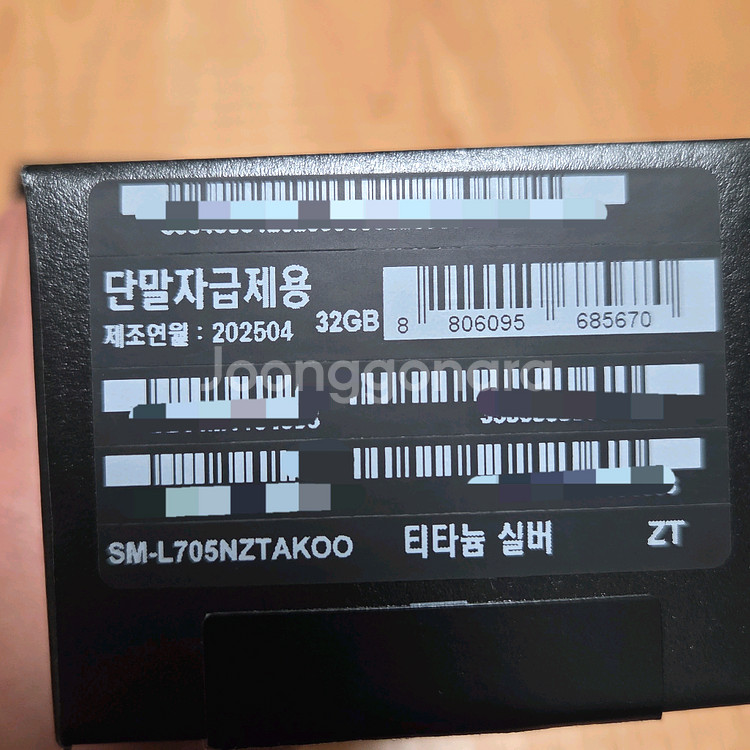 단말자급제용
제조연월 : 202504 32GB
8 806095 685670
Joonggonara
SM-L705NZTAKOO 티타늄 실버 ZT